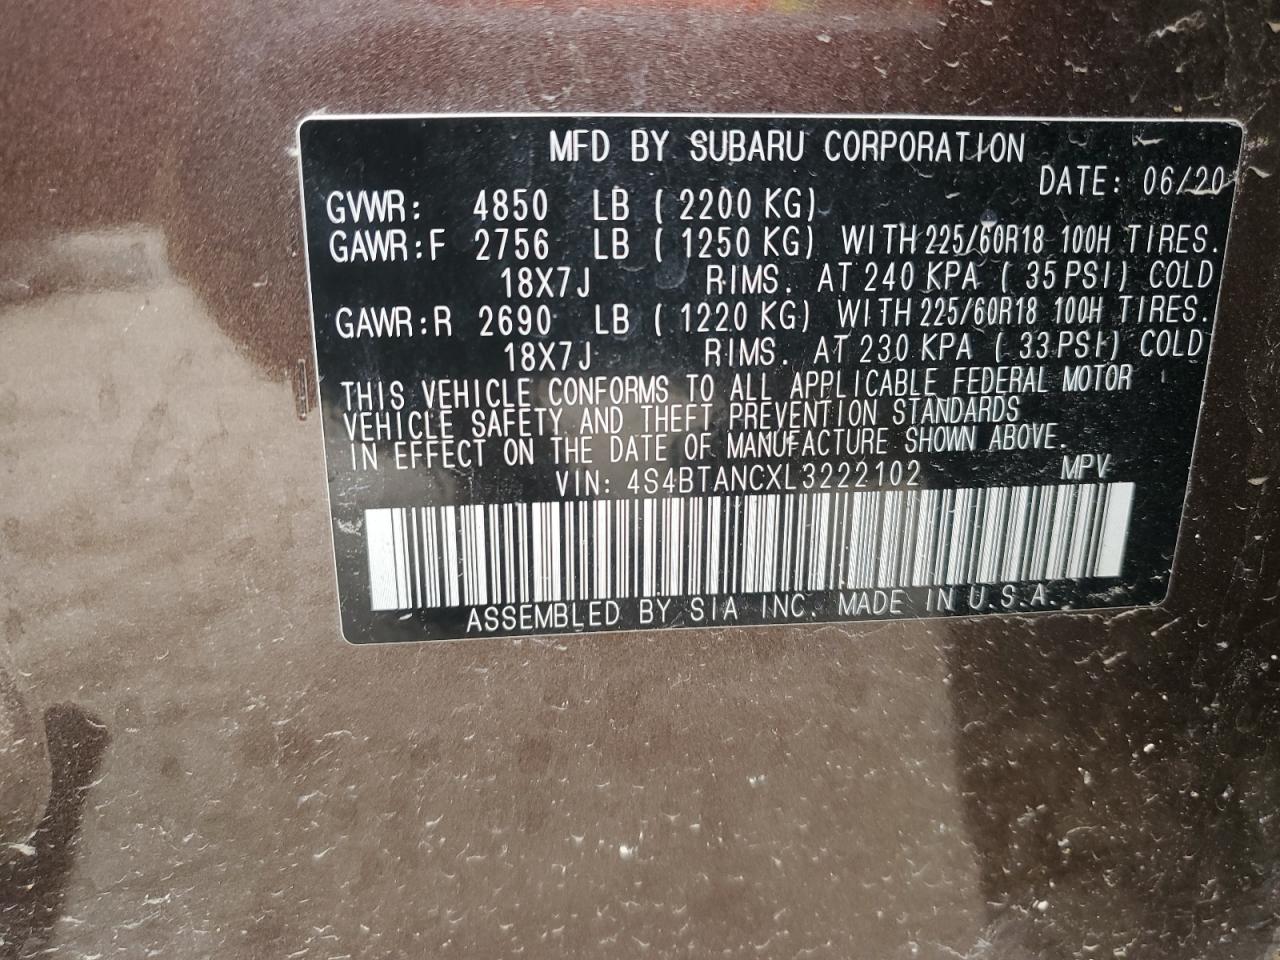 MFD BY SUBARU CORPORATION
DATE: 06/20
GVWR: 4850 LB ( 2200 KG)
GAWR:F 2756 LB ( 1250 KG) WITH 225/60R18 100H TIRES.
18X7J RIMS. AT 240 KPA ( 35 PSI) COLD
GAWR:R 2690 LB ( 1220 KG) WITH 225/60R18 100H TIRES.
18X7J RIMS. AT 230 KPA ( 33 PSI) COLD
THIS VEHICLE CONFORMS TO ALL APPLICABLE FEDERAL MOTOR
VEHICLE SAFETY AND THEFT PREVENTION STANDARDS
IN EFFECT ON THE DATE OF MANUFACTURE SHOWN ABOVE.
VIN: 4S4BTANCXL3222102 MPV
ASSEMBLED BY SIA INC. MADE IN U.S.A.